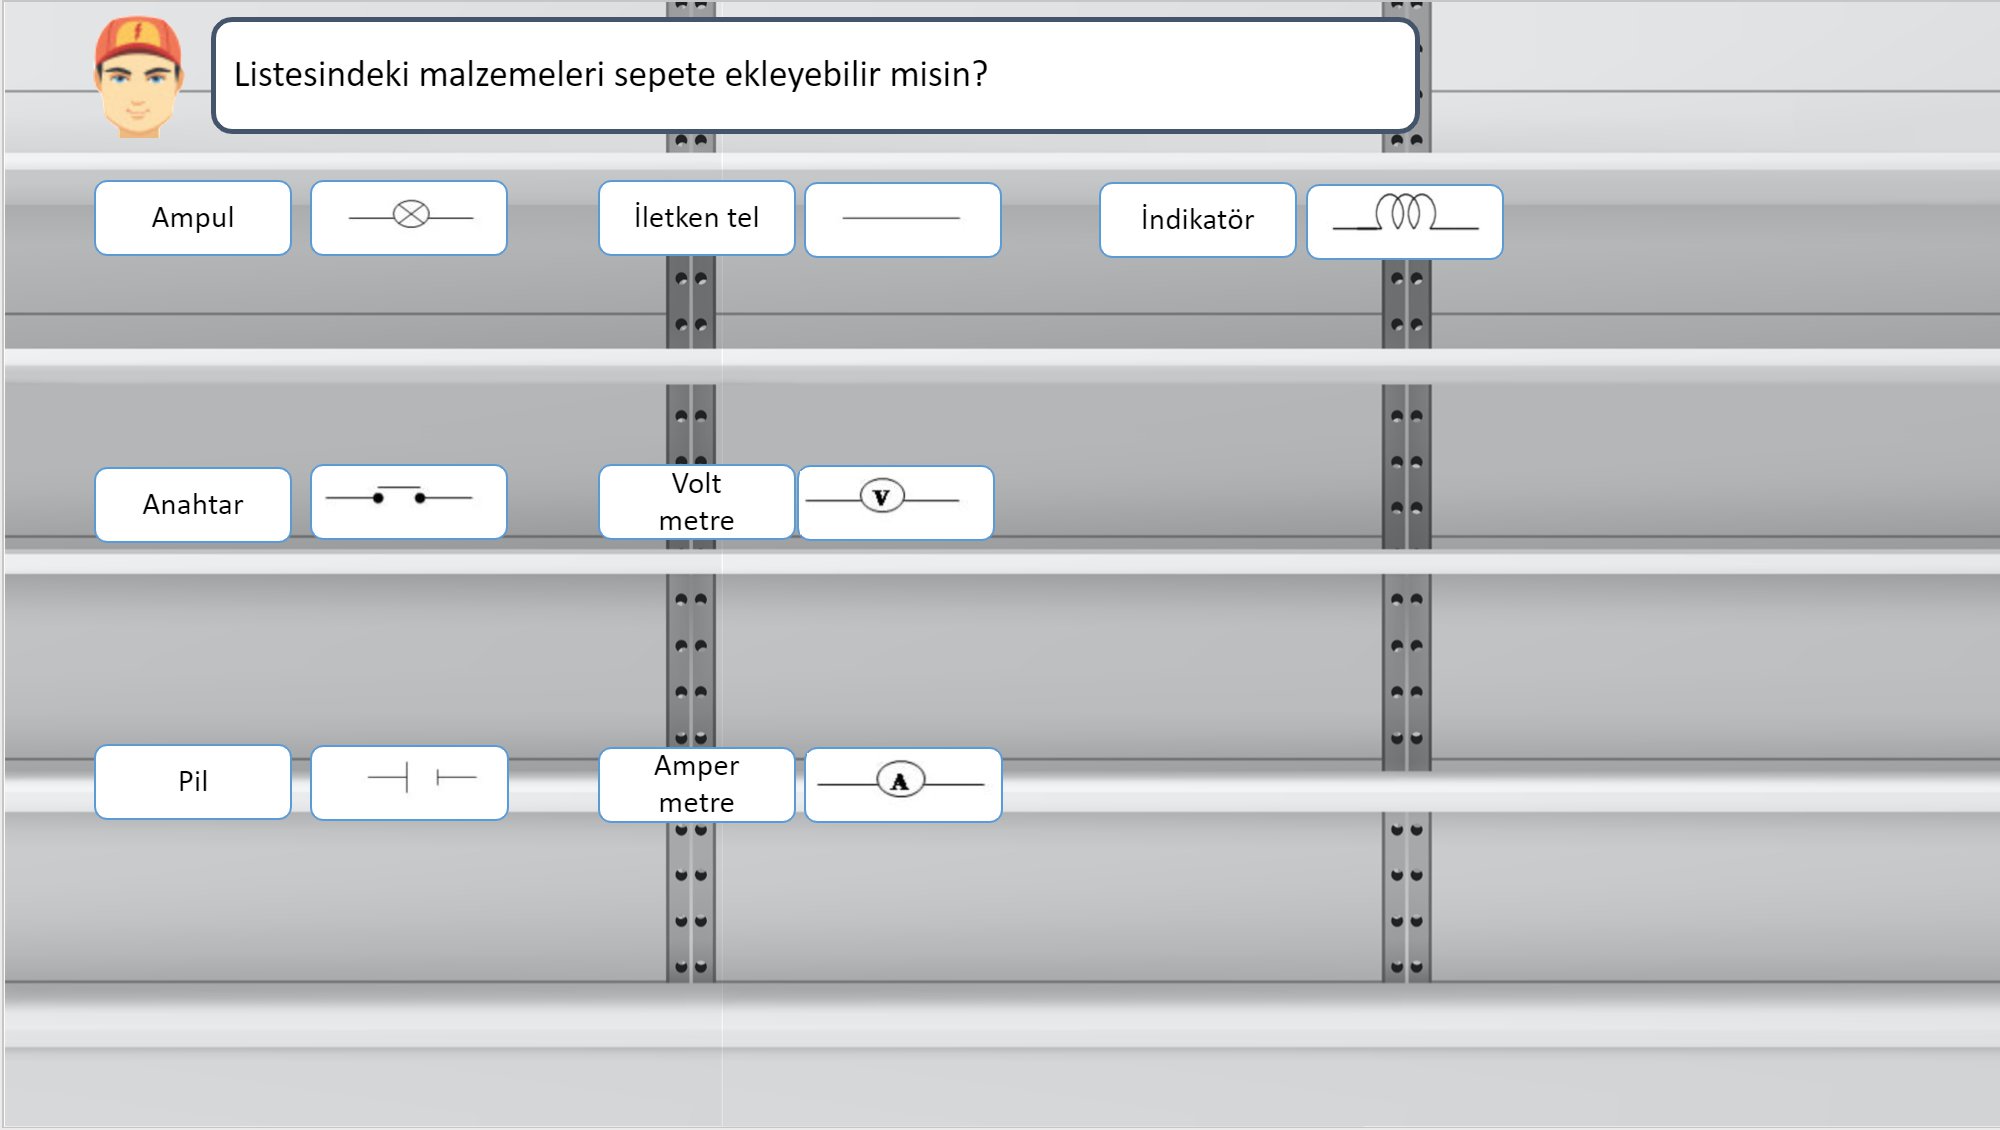 Listesindeki malzemeleri sepete ekleyebilir misin?
Ampul
İletken tel
İndikatör
Anahtar
Volt
metre
V
Pil
Amper
metre
A